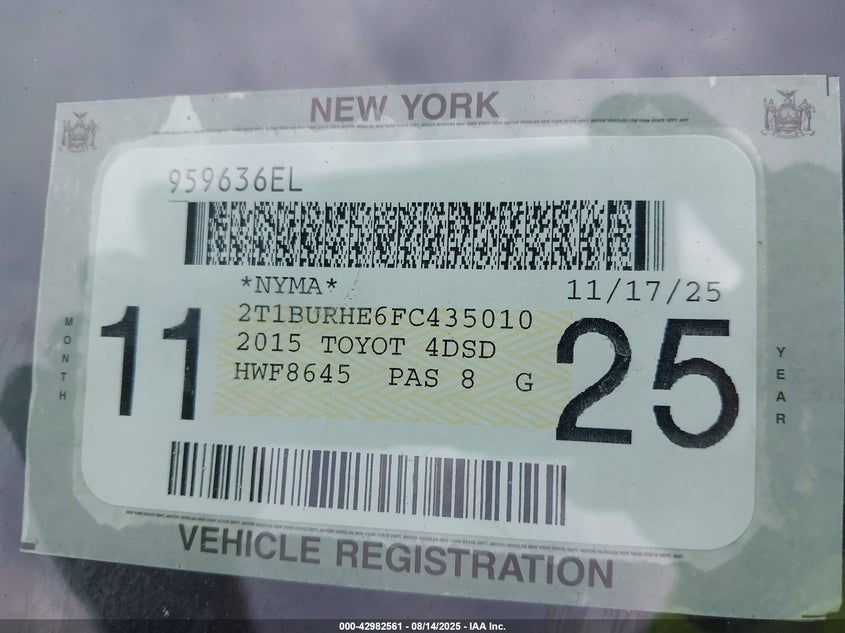 NEW YORK
959636EL
*NYMA* 11/17/25
2T1BURHE6FC435010
2015 TOYOT 4DSD
HWF8645 PAS 8 G
MONTH
11
25
YEAR
VEHICLE REGISTRATION
000-42982561 - 08/14/2025 - IAA Inc.